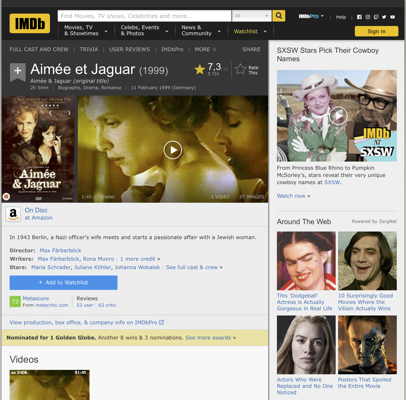 IMDb
Find Movies, TV shows, Celebrities and more...
All
Movies, TV
& Showtimes
Celebs, Events
& Photos
News &
Community
Watchlist
IMDbPro
Help
Sign in
FULL CAST AND CREW | TRIVIA | USER REVIEWS | IMDbPro | MORE
SHARE
Aimée et Jaguar (1999)
Aimée & Jaguar (original title)
2h 5min | Biography, Drama, Romance | 11 February 1999 (Germany)
7,3
Rate
This
Aimée
& Jaguar
1:45 Trailer
1 VIDEO
37 IMAGES
On Disc
at Amazon
In 1943 Berlin, a Nazi officer's wife meets and starts a passionate affair with a Jewish woman.
Director: Max Färberböck
Writers: Max Färberböck, Rona Munro | 1 more credit »
Stars: Maria Schrader, Juliane Köhler, Johanna Wokalek | See full cast & crew »
+ Add to Watchlist
Metascore
From metacritic.com
Reviews
53 user | 63 critic
View production, box office, & company info on IMDbPro
Nominated for 1 Golden Globe. Another 8 wins & 3 nominations. See more awards »
Videos
01:45
SXSW Stars Pick Their Cowboy
Names
IMDb
at
SXSW
From Princess Blue Rhino to Pumpkin
McSorley's, stars reveal their very unique
cowboy names at SXSW.
Watch now »
Around The Web
Powered by ZergNet
This 'Dodgeball'
Actress is Actually
Gorgeous in Real Life
10 Surprisingly Good
Movies Where the
Villain Actually Wins
Actors Who Were
Replaced and No One
Noticed
Posters That Spoiled
the Entire Movie